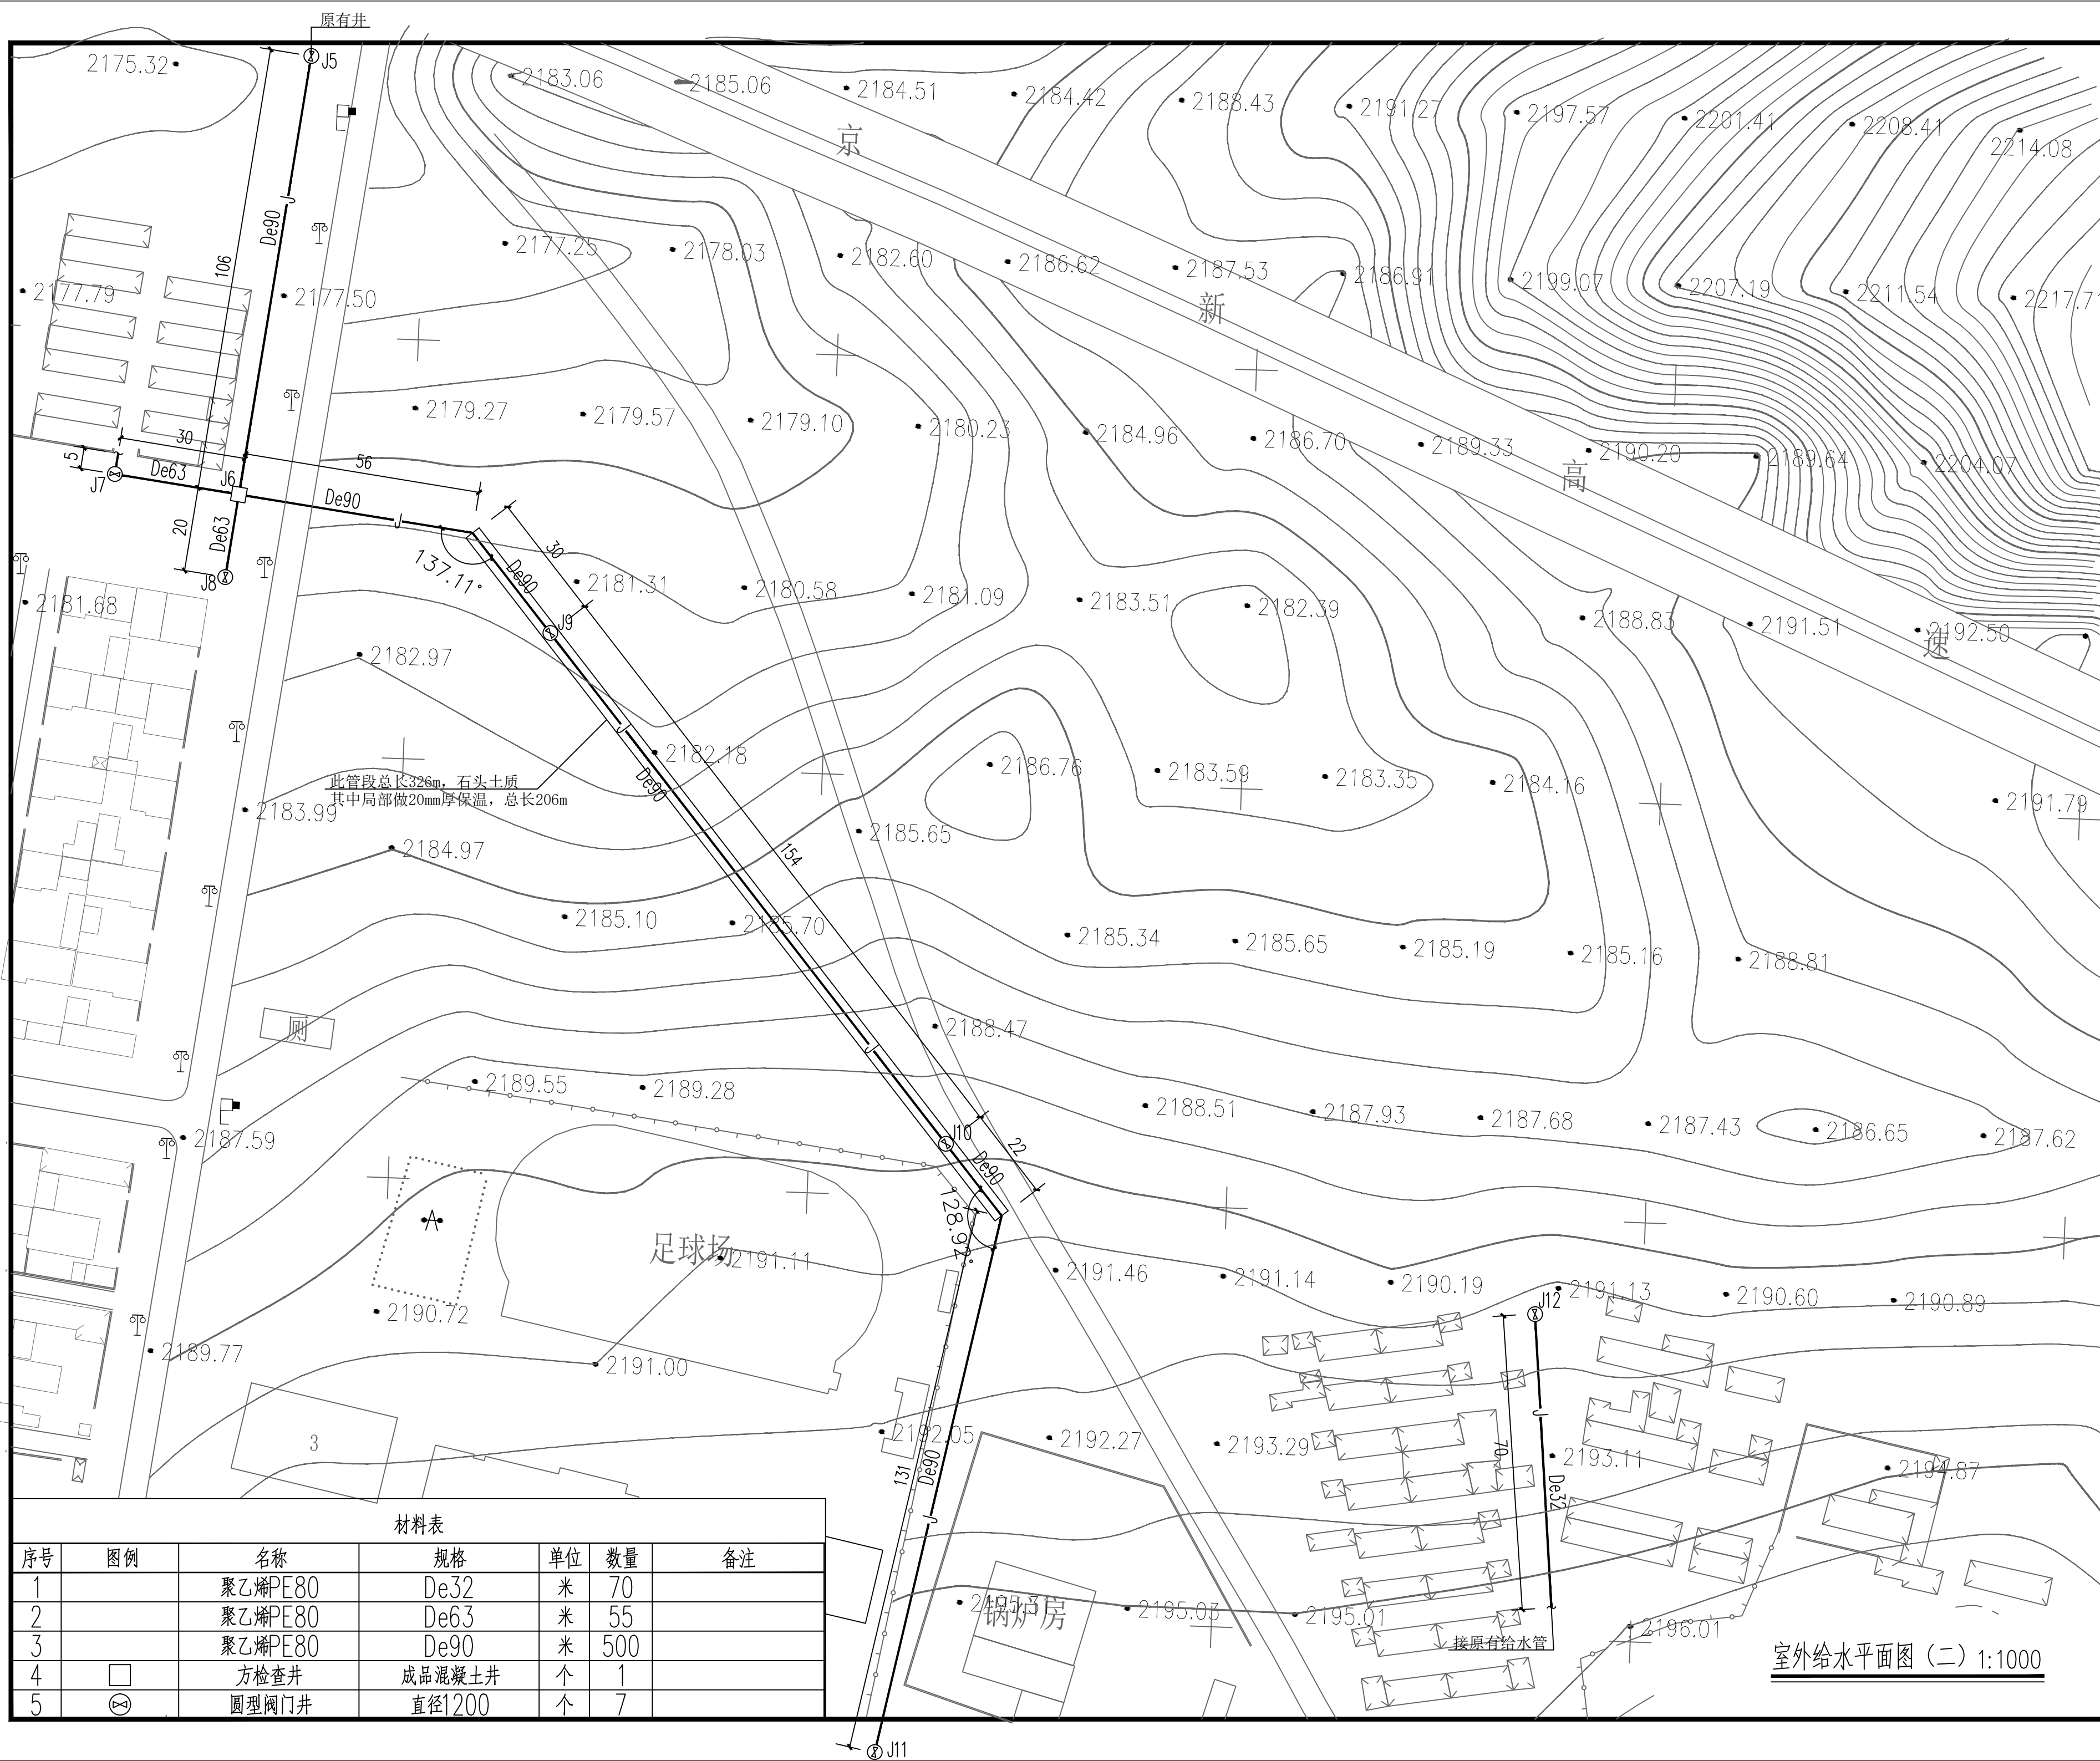 原有井
J5
2175.32
2183.06
2185.06
2184.51
2184.42
2188.43
2191.27
2197.57
2201.41
2208.41
2214.08
京
De90
J
106
2177.25
2178.03
2182.60
2186.62
2187.53
2186.91
2199.07
2207.19
2211.54
2217.71
2177.79
2177.50
新
2179.27
2179.57
2179.10
2180.23
2184.96
2186.70
2189.33
2190.20
2189.64
2204.07
高
30
56
5
De63
J6
J7
De90
J
20
De63
J8
137.11°
30
De90
J9
2181.68
2181.31
2180.58
2181.09
2183.51
2182.39
2188.83
2191.51
2192.50
速
2182.97
J
2182.18
De90
此管段总长326m，石头土质
其中局部做20mm厚保温，总长206m
2186.76
2183.59
2183.35
2184.16
2191.79
2183.99
2184.97
2185.65
154
2185.10
2185.70
2185.34
2185.65
2185.19
2185.16
2188.81
厕
J
2188.47
2189.55
2189.28
2188.51
2187.93
2187.68
2187.43
2186.65
2187.62
2187.59
J10
22
De90
128.92°
A
足球场
2191.11
2191.46
2191.14
2190.19
2191.13
2190.60
2190.89
J12
2190.72
2189.77
2191.00
3
2192.05
2192.27
2193.29
J
70
De32
2193.11
2194.87
131
De90
J
2195.31
锅炉房
2195.03
2195.01
2196.01
接原有给水管
材料表
序号 图例 名称 规格 单位 数量 备注
1 聚乙烯PE80 De32 米 70
2 聚乙烯PE80 De63 米 55
3 聚乙烯PE80 De90 米 500
4 方检查井 成品混凝土井 个 1
5 圆型阀门井 直径1200 个 7
室外给水平面图（二）1:1000
J11